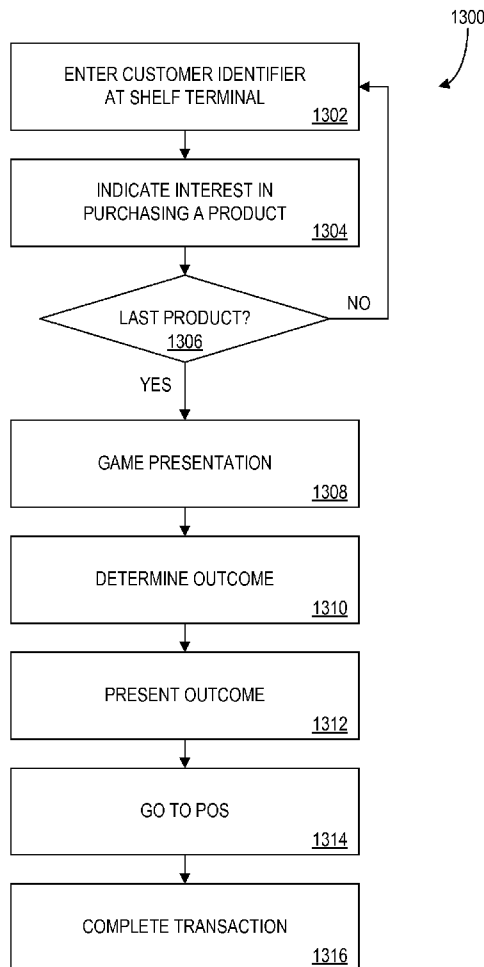 1300
ENTER CUSTOMER IDENTIFIER
AT SHELF TERMINAL
1302
INDICATE INTEREST IN
PURCHASING A PRODUCT
1304
LAST PRODUCT?
1306
NO
YES
GAME PRESENTATION
1308
DETERMINE OUTCOME
1310
PRESENT OUTCOME
1312
GO TO POS
1314
COMPLETE TRANSACTION
1316